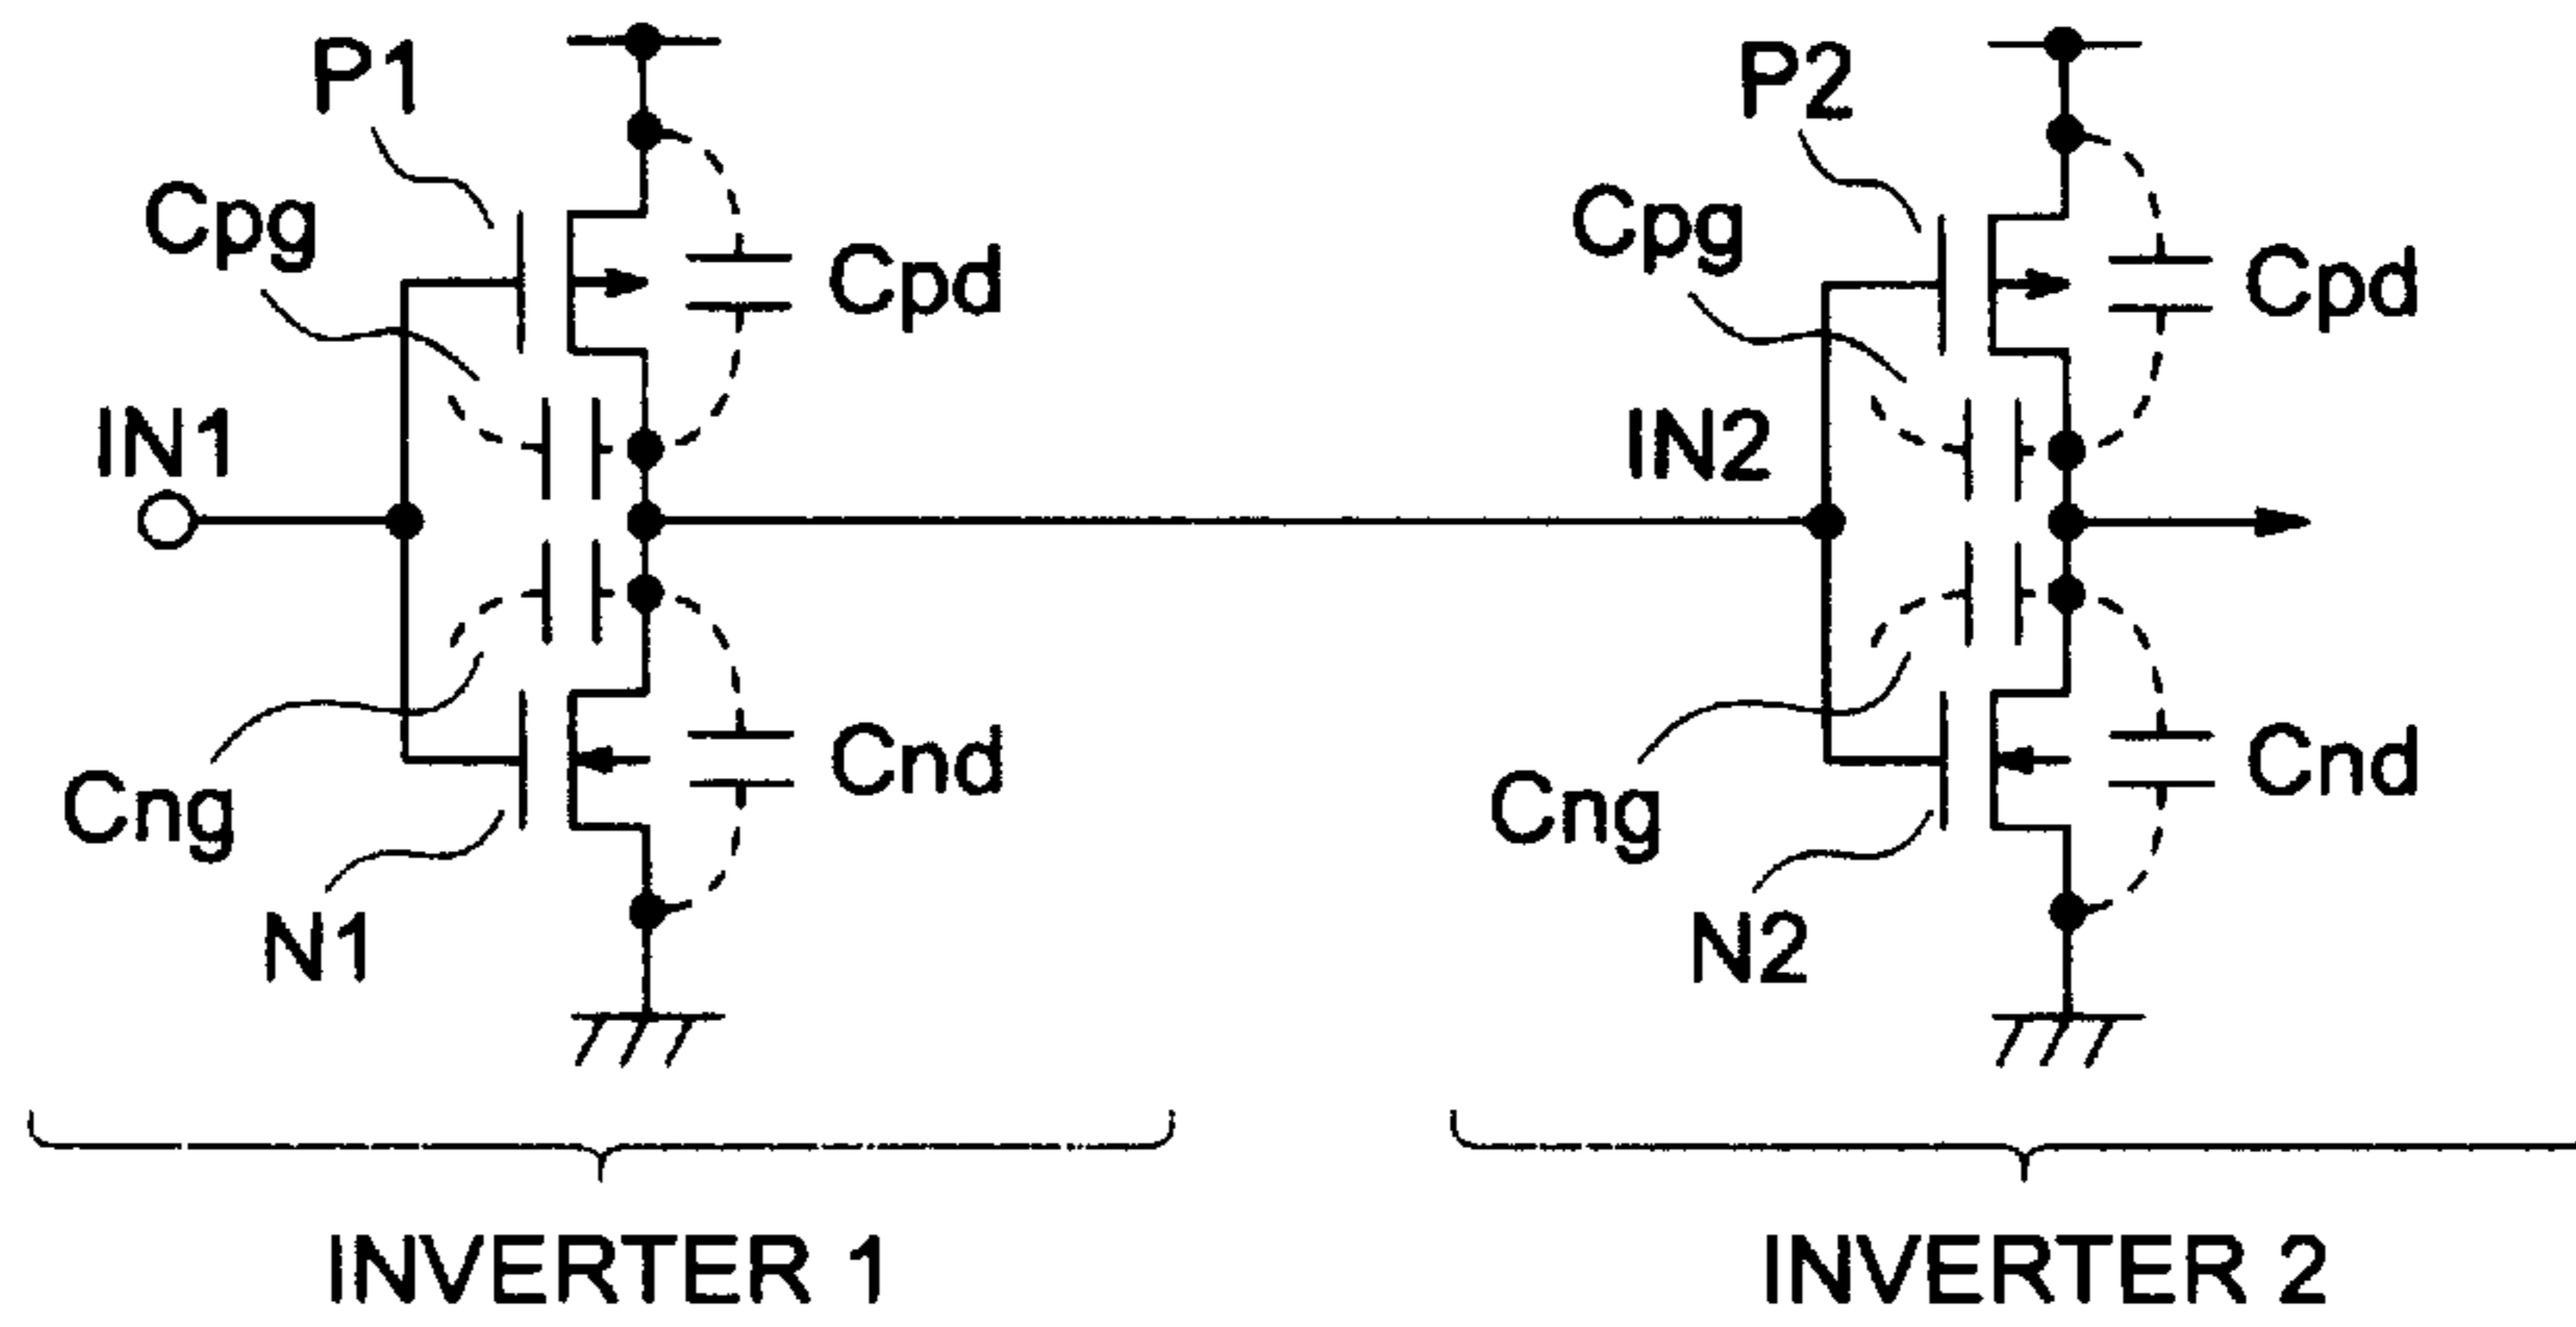 P1
P2
Cpg
Cpd
Cpg
Cpd
IN1
IN2
Cng
Cnd
Cng
Cnd
N1
N2
INVERTER 1
INVERTER 2